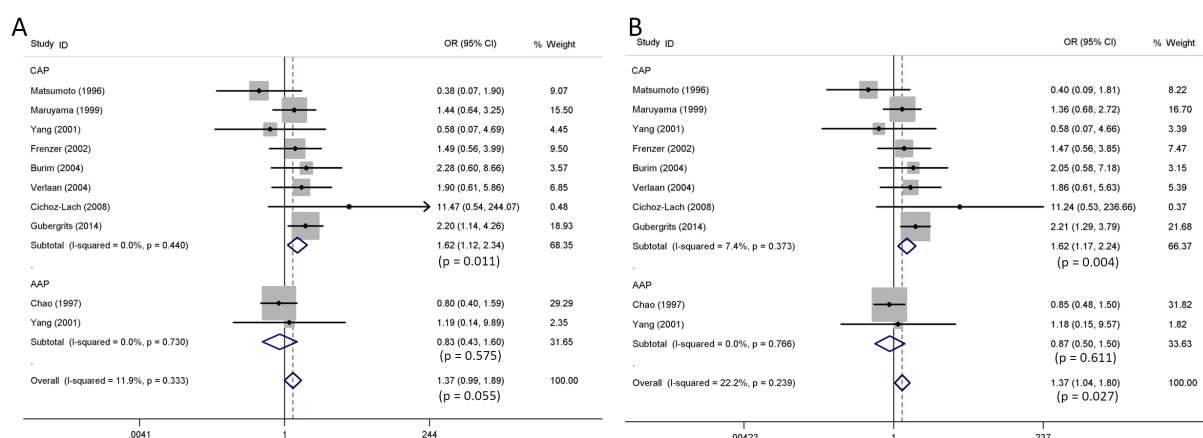 A
Study ID OR (95% CI) % Weight
CAP
Matsumoto (1996) 0.38 (0.07, 1.90) 9.07
Maruyama (1999) 1.44 (0.64, 3.25) 15.50
Yang (2001) 0.58 (0.07, 4.69) 4.45
Frenzer (2002) 1.49 (0.56, 3.99) 9.50
Burim (2004) 2.28 (0.60, 8.66) 3.57
Verlaan (2004) 1.90 (0.61, 5.86) 6.85
Cichoz-Lach (2008) 11.47 (0.54, 244.07) 0.48
Gubergrits (2014) 2.20 (1.14, 4.26) 18.93
Subtotal (I-squared = 0.0%, p = 0.440) 1.62 (1.12, 2.34) 68.35
(p = 0.011)
.
AAP
Chao (1997) 0.80 (0.40, 1.59) 29.29
Yang (2001) 1.19 (0.14, 9.89) 2.35
Subtotal (I-squared = 0.0%, p = 0.730) 0.83 (0.43, 1.60) 31.65
(p = 0.575)
.
Overall (I-squared = 11.9%, p = 0.333) 1.37 (0.99, 1.89) 100.00
(p = 0.055)
.0041 1 244
B
Study ID OR (95% CI) % Weight
CAP
Matsumoto (1996) 0.40 (0.09, 1.81) 8.22
Maruyama (1999) 1.36 (0.68, 2.72) 16.70
Yang (2001) 0.58 (0.07, 4.66) 3.39
Frenzer (2002) 1.47 (0.56, 3.85) 7.47
Burim (2004) 2.05 (0.58, 7.18) 3.15
Verlaan (2004) 1.86 (0.61, 5.63) 5.39
Cichoz-Lach (2008) 11.24 (0.53, 236.66) 0.37
Gubergrits (2014) 2.21 (1.29, 3.79) 21.68
Subtotal (I-squared = 7.4%, p = 0.373) 1.62 (1.17, 2.24) 66.37
(p = 0.004)
.
AAP
Chao (1997) 0.85 (0.48, 1.50) 31.82
Yang (2001) 1.18 (0.15, 9.57) 1.82
Subtotal (I-squared = 0.0%, p = 0.766) 0.87 (0.50, 1.50) 33.63
(p = 0.611)
.
Overall (I-squared = 22.2%, p = 0.239) 1.37 (1.04, 1.80) 100.00
(p = 0.027)
.00423 1 237